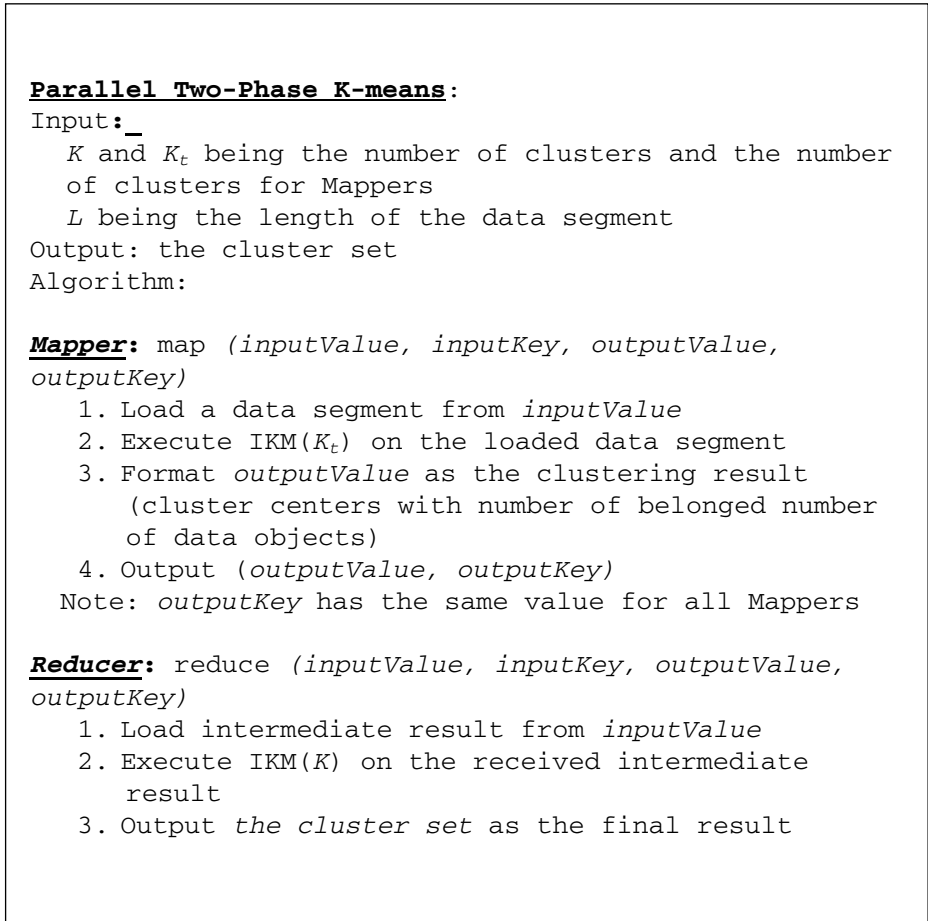 Parallel Two-Phase K-means:
Input:
K and Kt being the number of clusters and the number
of clusters for Mappers
L being the length of the data segment
Output: the cluster set
Algorithm:
Mapper: map (inputValue, inputKey, outputValue,
outputKey)
1. Load a data segment from inputValue
2. Execute IKM(Kt) on the loaded data segment
3. Format outputValue as the clustering result
(cluster centers with number of belonged number
of data objects)
4. Output (outputValue, outputKey)
Note: outputKey has the same value for all Mappers
Reducer: reduce (inputValue, inputKey, outputValue,
outputKey)
1. Load intermediate result from inputValue
2. Execute IKM(K) on the received intermediate
result
3. Output the cluster set as the final result